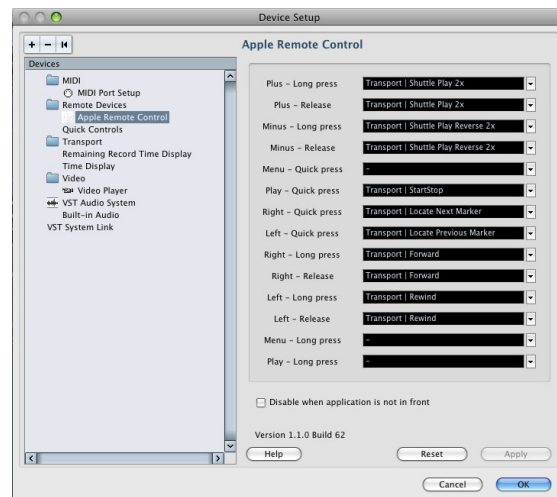 Device Setup
+ - 
Devices
MIDI
MIDI Port Setup
Remote Devices
Apple Remote Control
Quick Controls
Transport
Remaining Record Time Display
Time Display
Video
Video Player
VST Audio System
Built-in Audio
VST System Link
Apple Remote Control
Plus – Long press Transport | Shuttle Play 2x
Plus – Release Transport | Shuttle Play 2x
Minus – Long press Transport | Shuttle Play Reverse 2x
Minus – Release Transport | Shuttle Play Reverse 2x
Menu – Quick press -
Play – Quick press Transport | StartStop
Right – Quick press Transport | Locate Next Marker
Left – Quick press Transport | Locate Previous Marker
Right – Long press Transport | Forward
Right – Release Transport | Forward
Left – Long press Transport | Rewind
Left – Release Transport | Rewind
Menu – Long press -
Play – Long press -
Disable when application is not in front
Version 1.1.0 Build 62
Help Reset Apply
Cancel OK